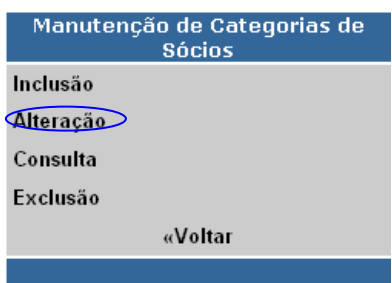 Manutenção de Categorias de
Sócios
Inclusão
Alteração
Consulta
Exclusão
«Voltar